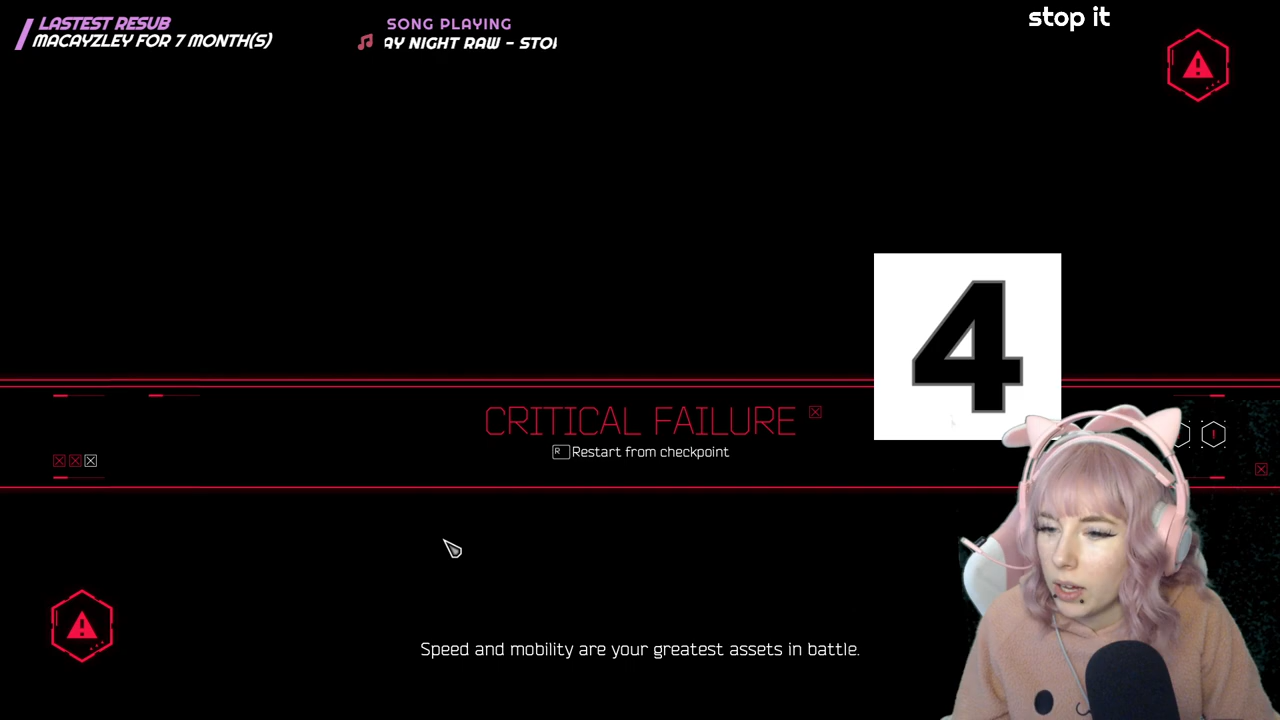 LASTEST RESUB
MACAYZLEY FOR 7 MONTH(S)
SONG PLAYING
AY NIGHT RAW - STO
stop it
4
CRITICAL FAILURE
R Restart from checkpoint
Speed and mobility are your greatest assets in battle.